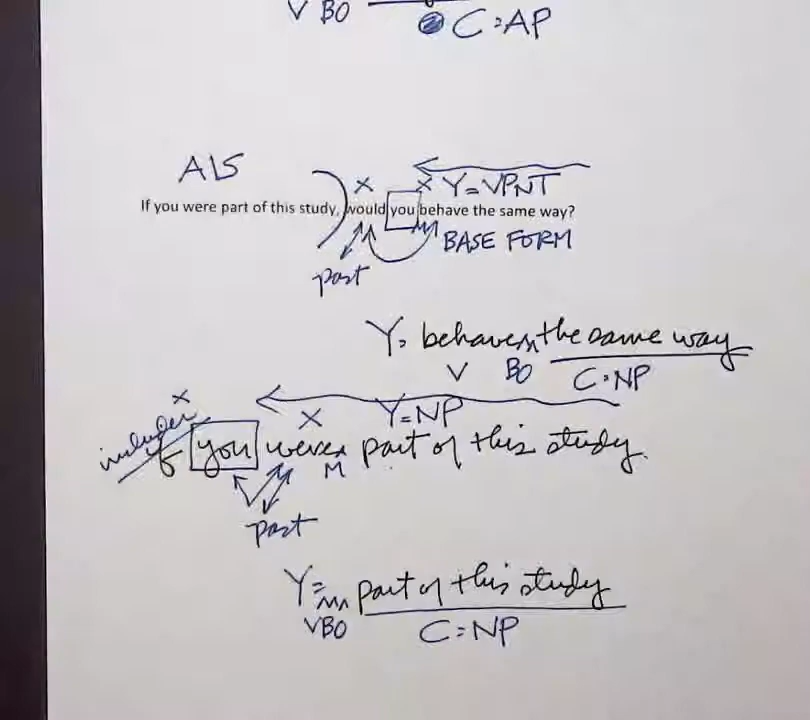 V BO C=AP
AIS
X X Y=VPNT
If you were part of this study, would you behave the same way?
BASE FORM
past
Y= behave the same way
V BO C=NP
X X Y=NP
if you were part of this study.
M
past
Y= part of this study
VBO C=NP